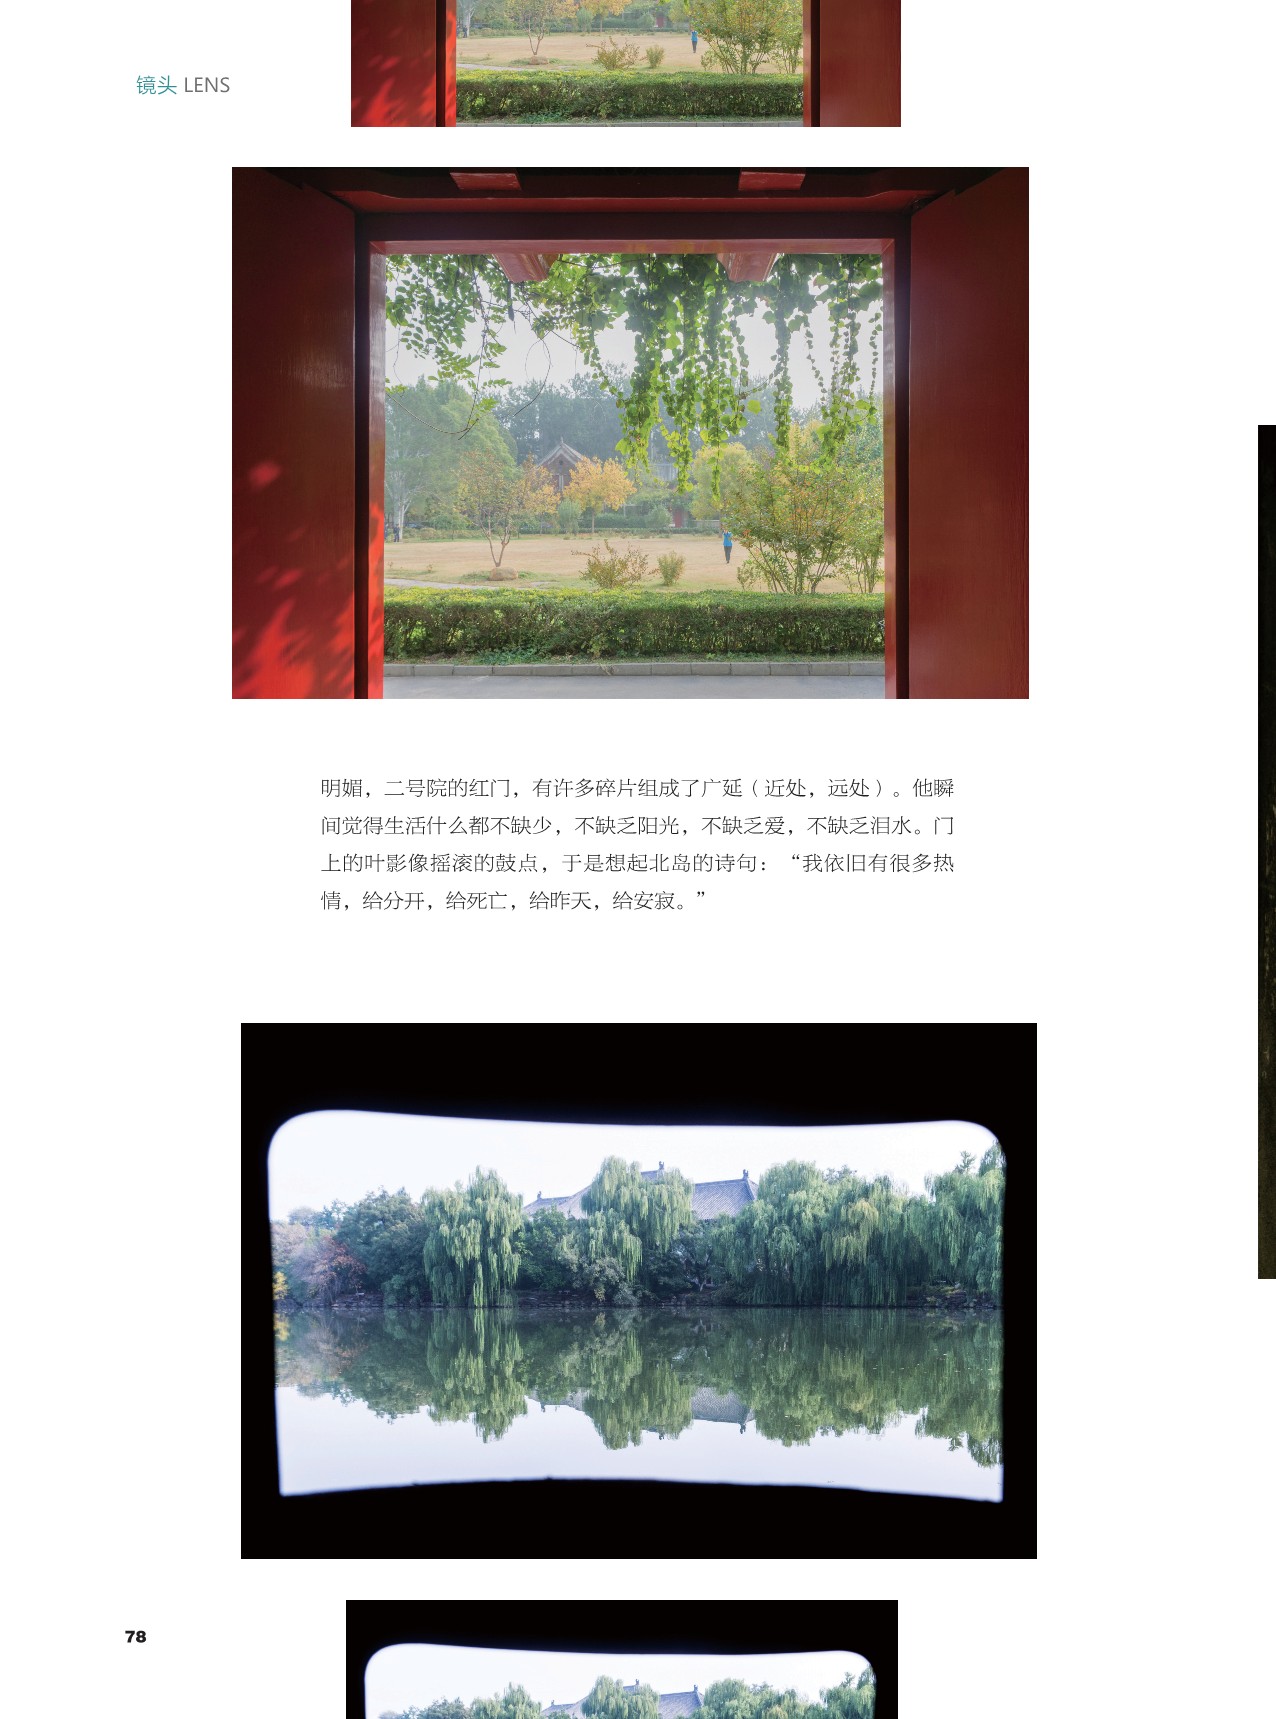 镜头 LENS
明媚，二号院的红门，有许多碎片组成了广延（近处，远处）。他瞬
间觉得生活什么都不缺少，不缺乏阳光，不缺乏爱，不缺乏泪水。门
上的叶影像摇滚的鼓点，于是想起北岛的诗句：“我依旧有很多热
情，给分开，给死亡，给昨天，给安寂。”
78